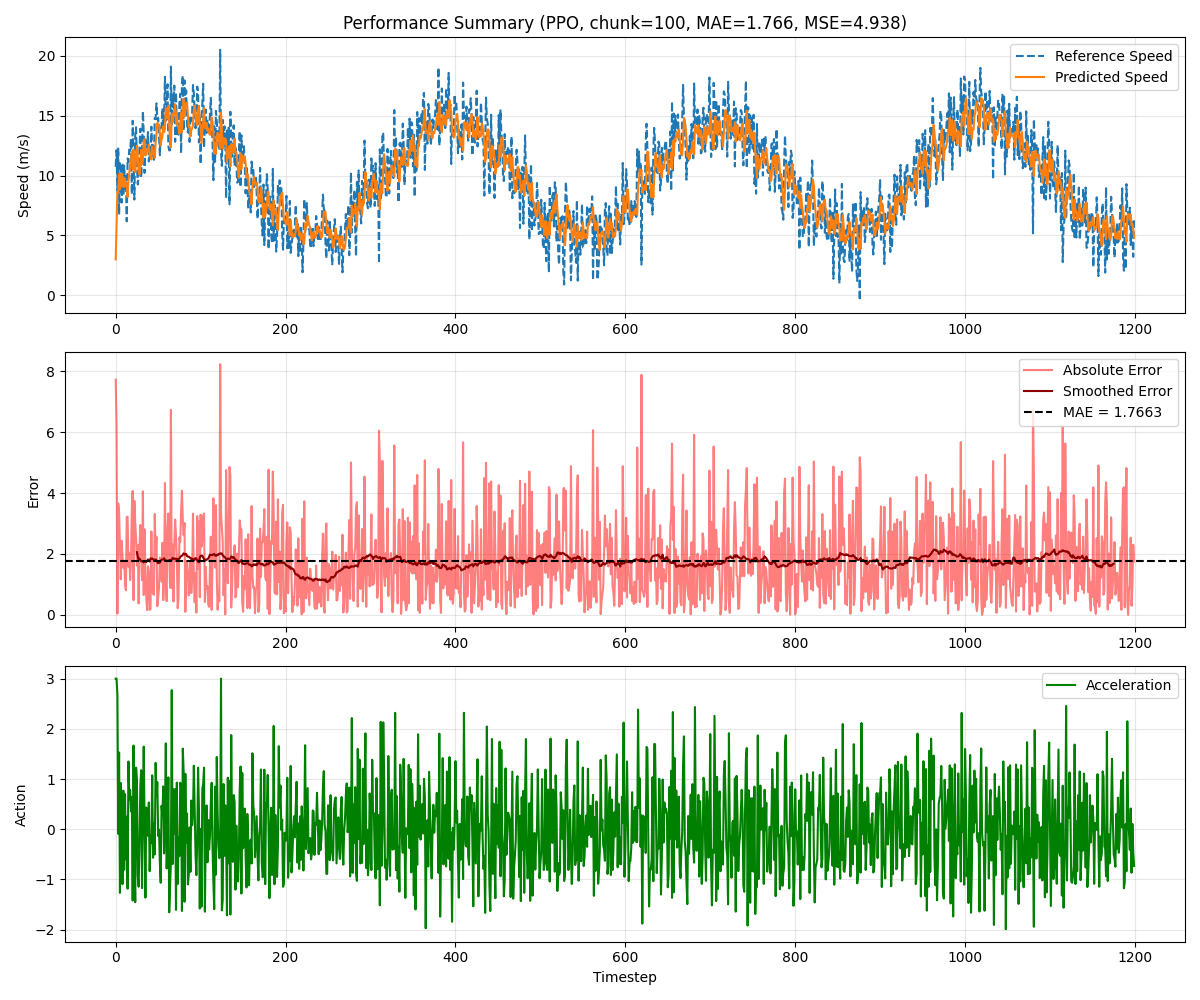 Performance Summary (PPO, chunk=100, MAE=1.766, MSE=4.938)
Speed (m/s)
20
15
10
5
0
Reference Speed
Predicted Speed
0 200 400 600 800 1000 1200
Error
8
6
4
2
0
Absolute Error
Smoothed Error
MAE = 1.7663
0 200 400 600 800 1000 1200
Action
3
2
1
0
−1
−2
Acceleration
0 200 400 600 800 1000 1200
Timestep